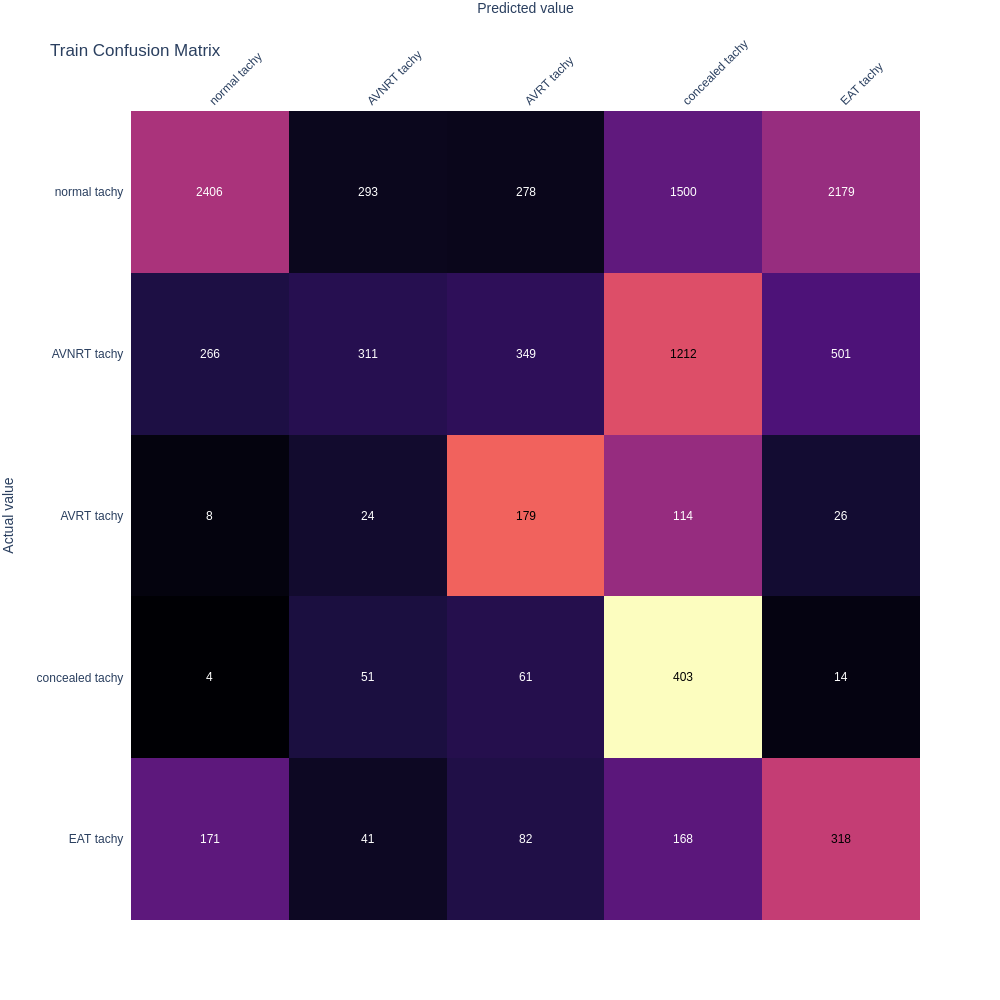 Predicted value
Train Confusion Matrix
normal tachy
AVNRT tachy
AVRT tachy
concealed tachy
EAT tachy
Actual value
normal tachy 2406 293 278 1500 2179
AVNRT tachy 266 311 349 1212 501
AVRT tachy 8 24 179 114 26
concealed tachy 4 51 61 403 14
EAT tachy 171 41 82 168 318